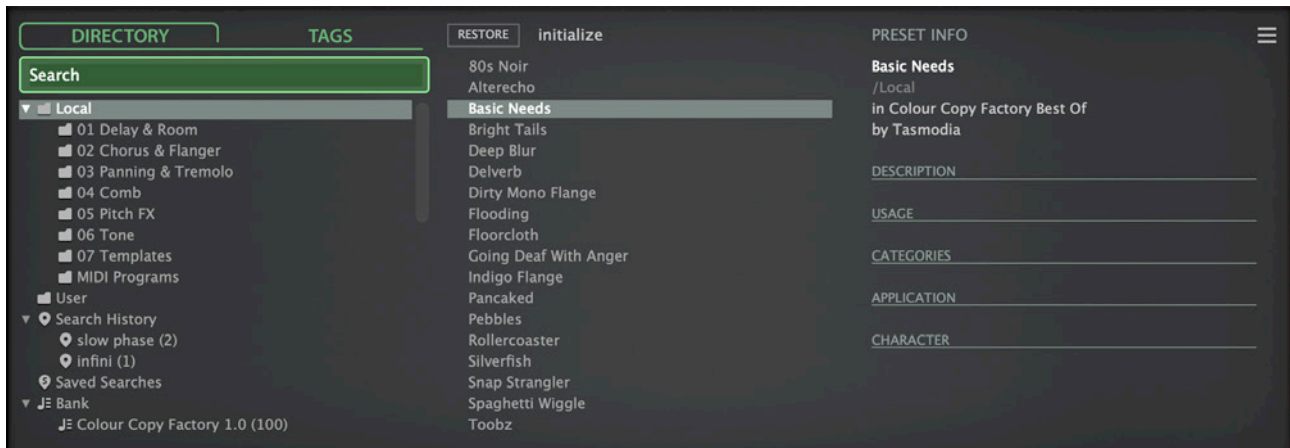 DIRECTORY
TAGS
Search
Local
01 Delay & Room
02 Chorus & Flanger
03 Panning & Tremolo
04 Comb
05 Pitch FX
06 Tone
07 Templates
MIDI Programs
User
Search History
slow phase (2)
infini (1)
Saved Searches
Bank
Colour Copy Factory 1.0 (100)
RESTORE initialize
80s Noir
Alterecho
Basic Needs
Bright Tails
Deep Blur
Delverb
Dirty Mono Flange
Flooding
Floorcloth
Going Deaf With Anger
Indigo Flange
Pancaked
Pebbles
Rollercoaster
Silverfish
Snap Strangler
Spaghetti Wiggle
Toobz
PRESET INFO
Basic Needs
/Local
in Colour Copy Factory Best Of
by Tasmodia
DESCRIPTION
USAGE
CATEGORIES
APPLICATION
CHARACTER